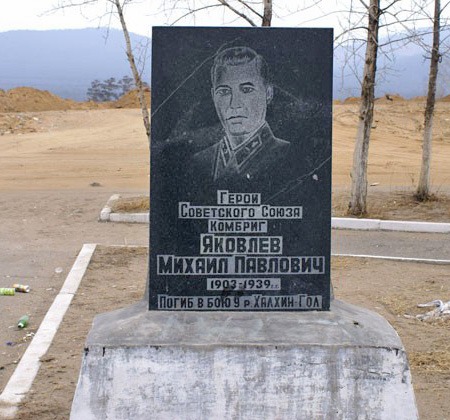 ГЕРОЙ
СОВЕТСКОГО СОЮЗА
КОМБРИГ
ЯКОВЛЕВ
МИХАИЛ ПАВЛОВИЧ
1903-1939 г.г.
ПОГИБ В БОЮ У р. ХАЛХИН ГОЛ